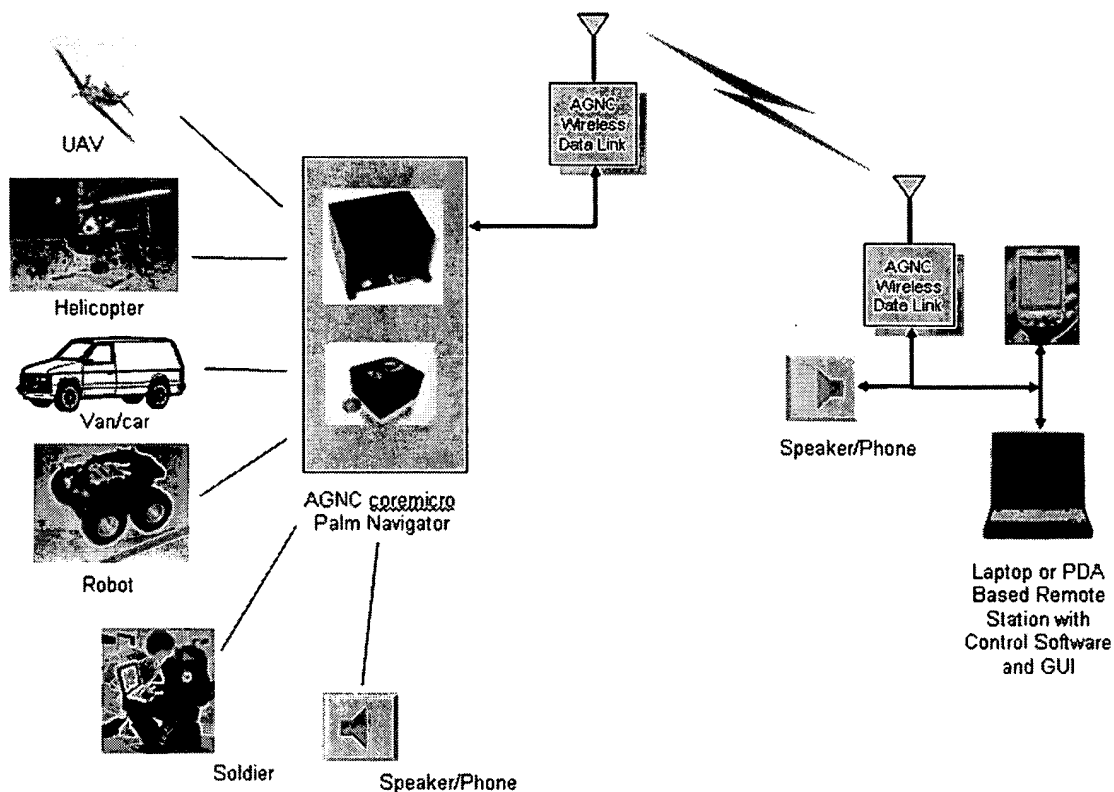 UAV
Helicopter
Van/car
Robot
Soldier
AGNC coremicro
Palm Navigator
Speaker/Phone
AGNC
Wireless
Data Link
AGNC
Wireless
Data Link
Speaker/Phone
Laptop or PDA
Based Remote
Station with
Control Software
and GUI